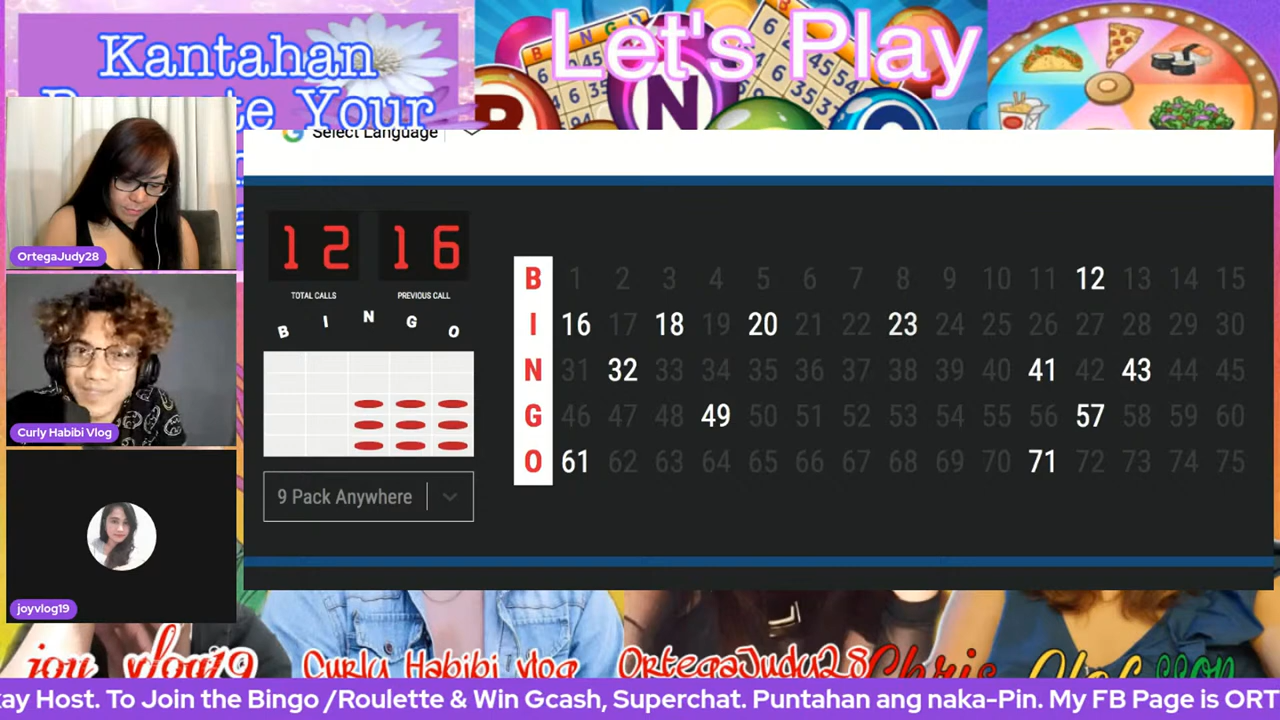 Kantahan
Let's Play
Select Language
12 16
TOTAL CALLS PREVIOUS CALL
B I N G O
9 Pack Anywhere
B 1 2 3 4 5 6 7 8 9 10 11 12 13 14 15
I 16 17 18 19 20 21 22 23 24 25 26 27 28 29 30
N 31 32 33 34 35 36 37 38 39 40 41 42 43 44 45
G 46 47 48 49 50 51 52 53 54 55 56 57 58 59 60
O 61 62 63 64 65 66 67 68 69 70 71 72 73 74 75
OrtegaJudy28
Curly Habibi Vlog
joyvlog19
joy vlog19 Curly Habibi vlog OrtegaJudy28 Chris
Host. To Join the Bingo /Roulette & Win Gcash, Superchat. Puntahan ang naka-Pin. My FB Page is ORT